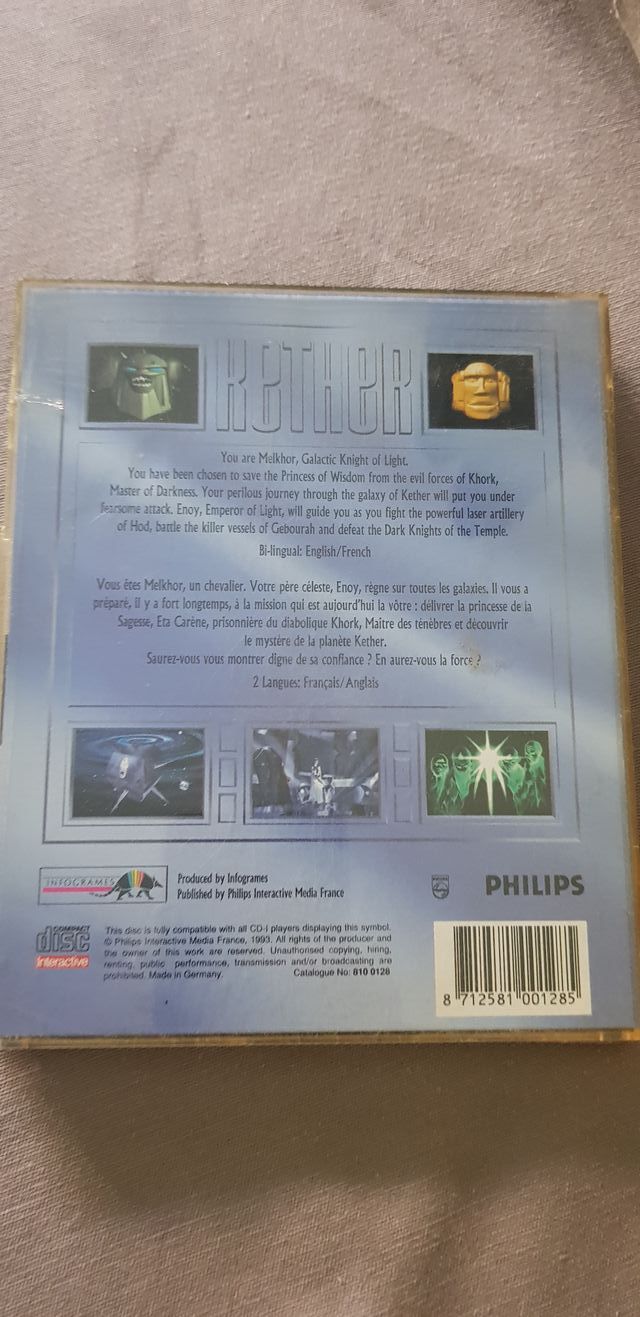 KETHER
You are Melkhor, Galactic Knight of Light.
You have been chosen to save the Princess of Wisdom from the evil forces of Khork,
Master of Darkness. Your perilous journey through the galaxy of Kether will put you under
fearsome attack. Enoy, Emperor of Light, will guide you as you fight the powerful laser artillery
of Hod, battle the killer vessels of Gebourah and defeat the Dark Knights of the Temple.
Bi-lingual: English/French
Vous êtes Melkhor, un chevalier. Votre père céleste, Enoy, règne sur toutes les galaxies. Il vous a
préparé, il y a fort longtemps, à la mission qui est aujourd'hui la vôtre : délivrer la princesse de la
Sagesse, Eta Carène, prisonnière du diabolique Khork, Maître des ténèbres et découvrir
le mystère de la planète Kether.
Saurez-vous vous montrer digne de sa confiance ? En aurez-vous la force ?
2 Langues: Français/Anglais
INFOGRAMES
Produced by Infogrames
Published by Philips Interactive Media France
PHILIPS
COMPACT
disc
Interactive
This disc is fully compatible with all CD-I players displaying this symbol.
© Philips Interactive Media France, 1993. All rights of the producer and
the owner of this work are reserved. Unauthorised copying, hiring,
renting, public performance, transmission and/or broadcasting are
prohibited. Made in Germany. Catalogue No: 810 0128
8 712581 001285